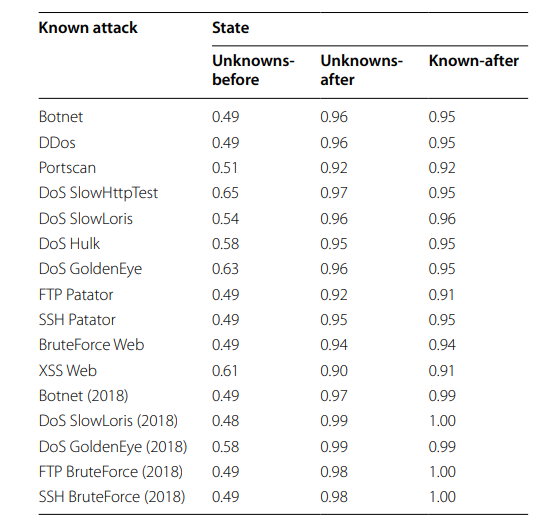 Known attack State
Unknowns-before Unknowns-after Known-after
Botnet 0.49 0.96 0.95
DDos 0.49 0.96 0.95
Portscan 0.51 0.92 0.92
DoS SlowHttpTest 0.65 0.97 0.95
DoS SlowLoris 0.54 0.96 0.96
DoS Hulk 0.58 0.95 0.95
DoS GoldenEye 0.63 0.96 0.95
FTP Patator 0.49 0.92 0.91
SSH Patator 0.49 0.95 0.95
BruteForce Web 0.49 0.94 0.94
XSS Web 0.61 0.90 0.91
Botnet (2018) 0.49 0.97 0.99
DoS SlowLoris (2018) 0.48 0.99 1.00
DoS GoldenEye (2018) 0.58 0.99 0.99
FTP BruteForce (2018) 0.49 0.98 1.00
SSH BruteForce (2018) 0.49 0.98 1.00